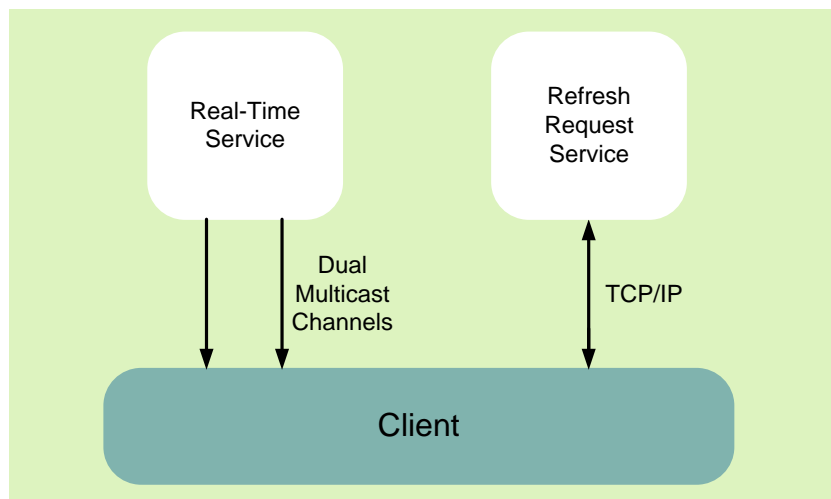 Real-Time
Service
Refresh
Request
Service
Dual
Multicast
Channels
TCP/IP
Client